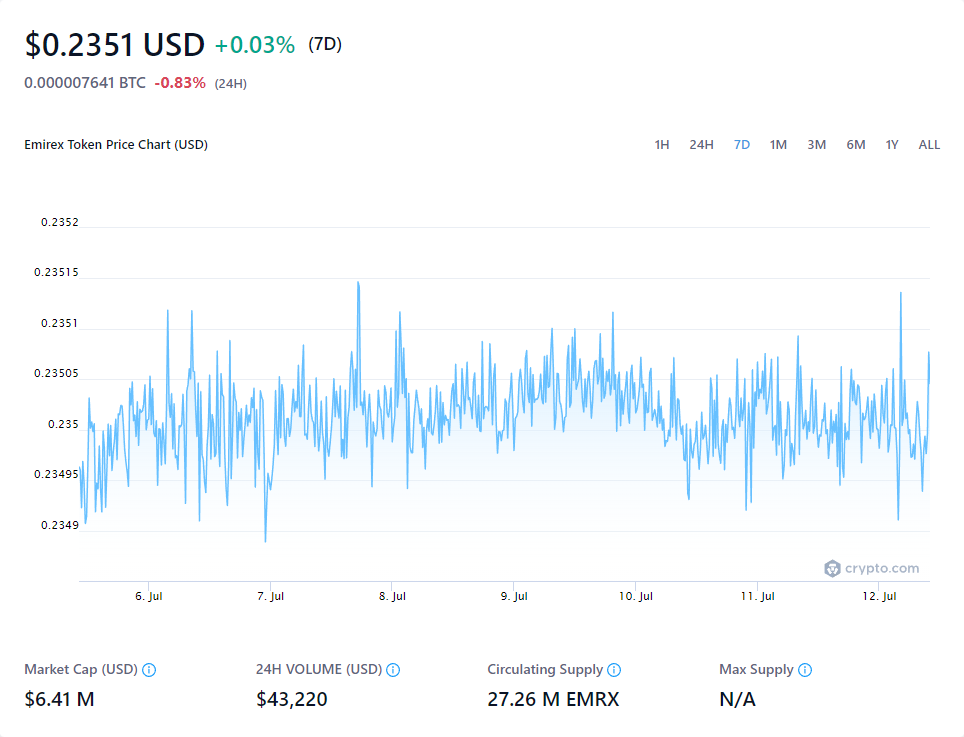 $0.2351 USD +0.03% (7D)
0.000007641 BTC -0.83% (24H)
Emirex Token Price Chart (USD) 1H 24H 7D 1M 3M 6M 1Y ALL
0.2352
0.23515
0.2351
0.23505
0.235
0.23495
0.2349
crypto.com
6. Jul 7. Jul 8. Jul 9. Jul 10. Jul 11. Jul 12. Jul
Market Cap (USD) 24H VOLUME (USD) Circulating Supply Max Supply
$6.41 M $43,220 27.26 M EMRX N/A